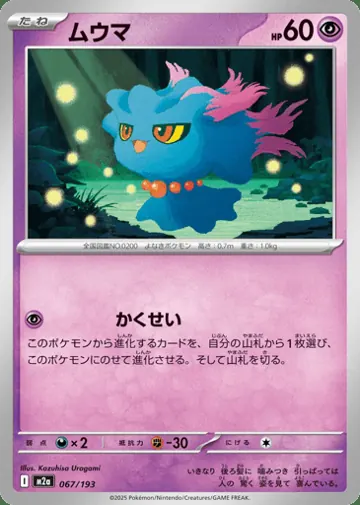 たね ムウマ HP60
全国図鑑NO.0200 よなきポケモン 高さ：0.7m 重さ：1.0kg
かくせい
このポケモンから進化するカードを、自分の山札から1枚選び、
このポケモンにのせて進化させる。そして山札を切る。
弱点 ×2 抵抗力 -30 にげる
Illus. Kazuhisa Uragami
I m2a 067/193
いきなり 後ろ髪に 噛みつき 引っぱっては
人の 驚く 姿を 見て 喜んでいる。
©2025 Pokémon/Nintendo/Creatures/GAME FREAK.